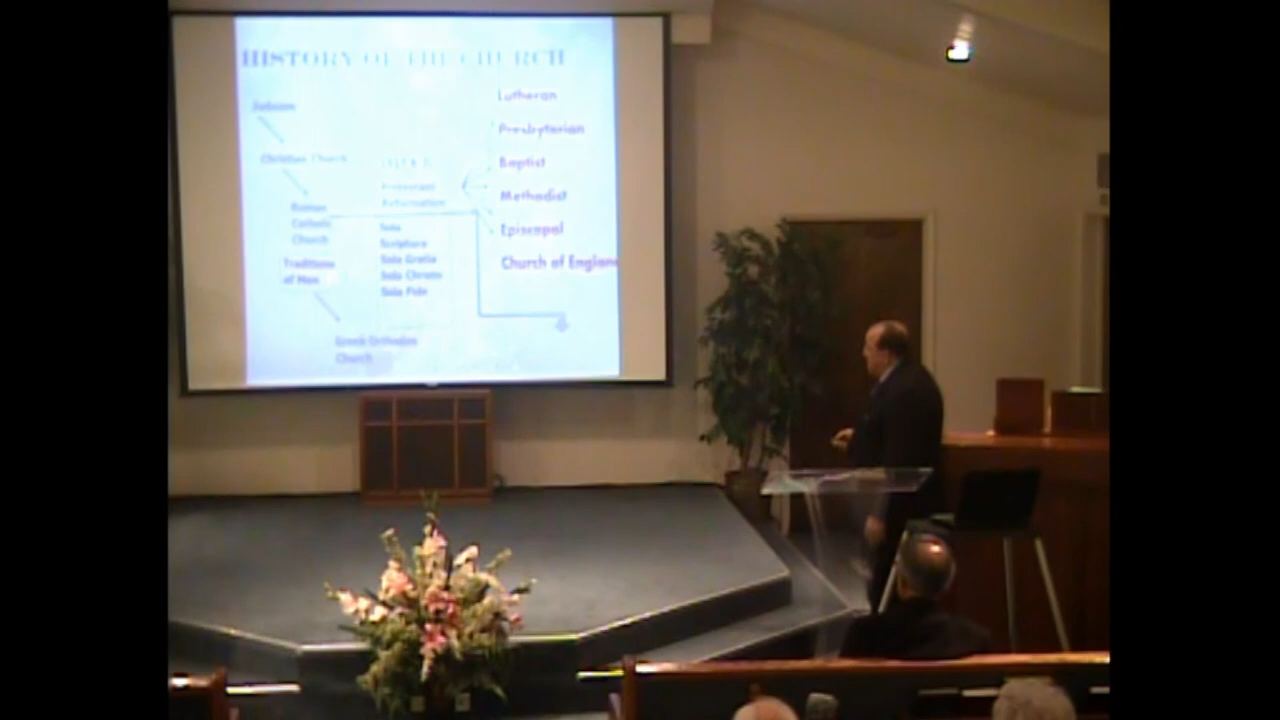 HISTORY OF THE CHURCH
Judaism
Christian Church
Roman
Catholic
Church
Traditions
of Men
Greek Orthodox
Church
Protestant
Reformation
Sola
Scriptura
Sola Gratia
Sola Christo
Sola Fide
Lutheran
Presbyterian
Baptist
Methodist
Episcopal
Church of England